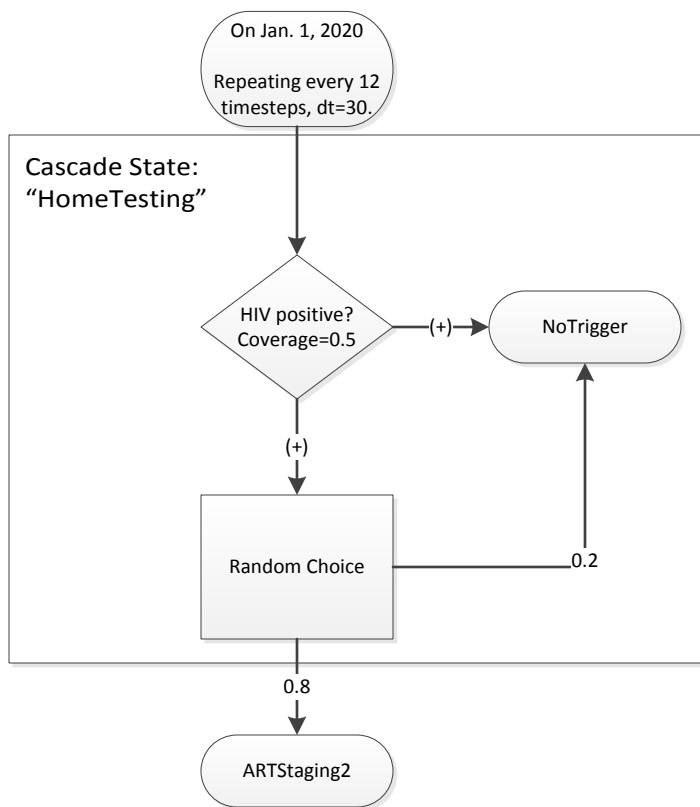 On Jan. 1, 2020
Repeating every 12
timesteps, dt=30.
Cascade State:
“HomeTesting”
HIV positive?
Coverage=0.5
(+)
NoTrigger
(+)
Random Choice
0.2
0.8
ARTStaging2